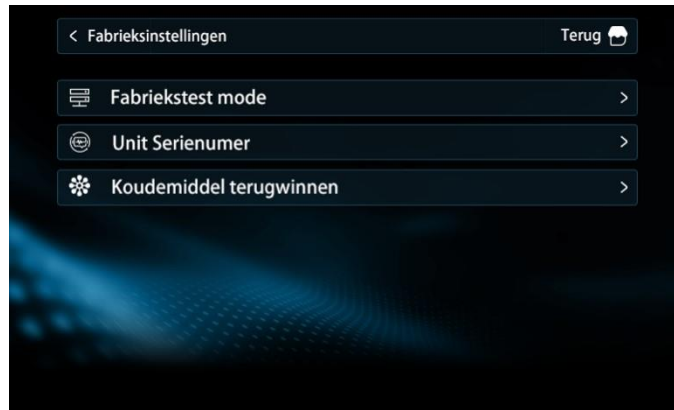 Fabrieksinstellingen Terug
Fabriekstest mode
Unit Serienumer
Koudemiddel terugwinnen